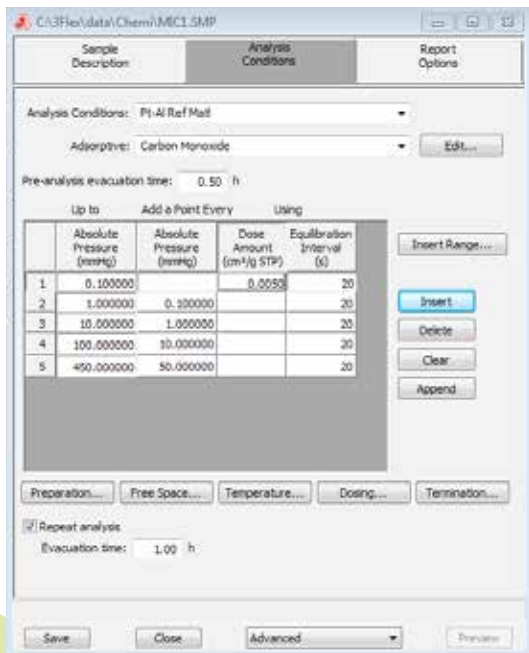 C:\3Flex\data\Chemi\MIC1.SMP
Sample Description
Analysis Conditions
Report Options
Analysis Conditions: Pt-Al Ref Matl
Adsorptive: Carbon Monoxide Edit...
Pre-analysis evacuation time: 0.50 h
Up to Add a Point Every Using
Absolute Pressure (mmHg) Absolute Pressure (mmHg) Dose Amount (cm³/g STP) Equilibration Interval (s)
Insert Range...
1 0.100000 0.0050 20
2 1.000000 0.100000 20
3 10.000000 1.000000 20
4 100.000000 10.000000 20
5 450.000000 50.000000 20
Insert
Delete
Clear
Append
Preparation... Free Space... Temperature... Dosing... Termination...
Repeat analysis
Evacuation time: 1.00 h
Save Close Advanced Preview